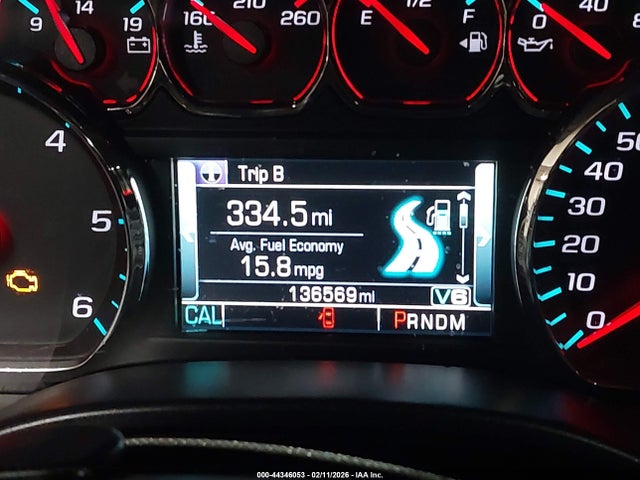 9 14 19
160 210 260
E 1/2 F
0 40 8
4
5
6
Trip B
334.5 mi
Avg. Fuel Economy
15.8 mpg
136569 mi V6
CAL PRNDM
50
40
30
20
10
0
000-44346053 - 02/11/2026 - IAA Inc.